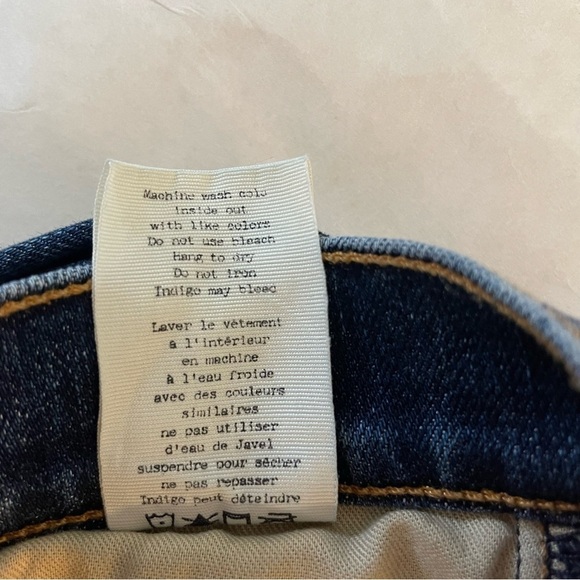 Machine wash cold
inside out
with like colors
Do not use bleach
Hang to dry
Do not iron
Indigo may bleed
Laver le vêtement
à l'intérieur
en machine
à l'eau froide
avec des couleurs
similaires
ne pas utiliser
d'eau de Javel
suspendre pour sécher
ne pas repasser
Indigo peut déteindre